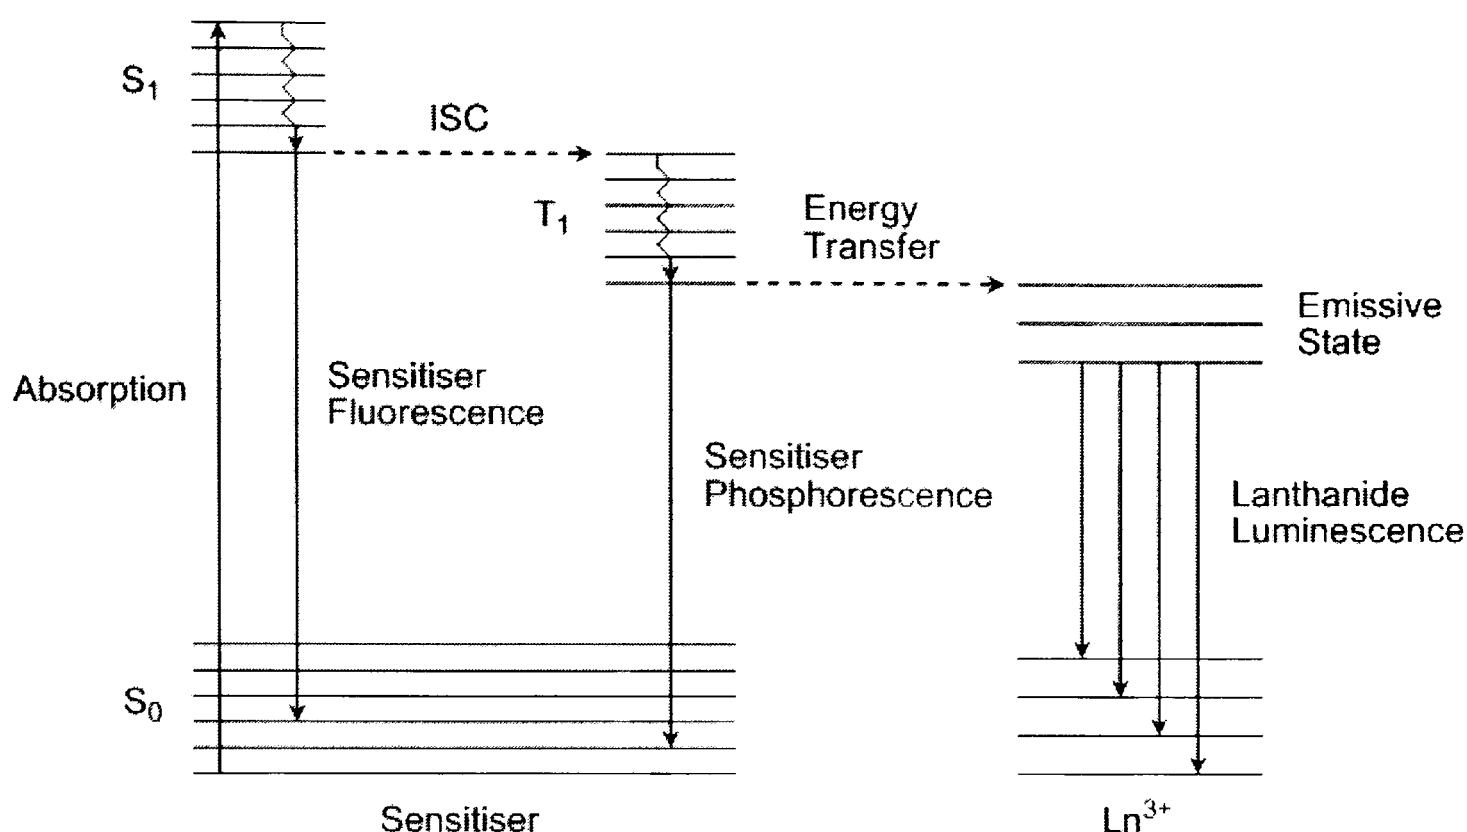 S₁
ISC
T₁
Energy
Transfer
Emissive
State
Absorption
Sensitiser
Fluorescence
Sensitiser
Phosphorescence
Lanthanide
Luminescence
S₀
Sensitiser
Ln³⁺